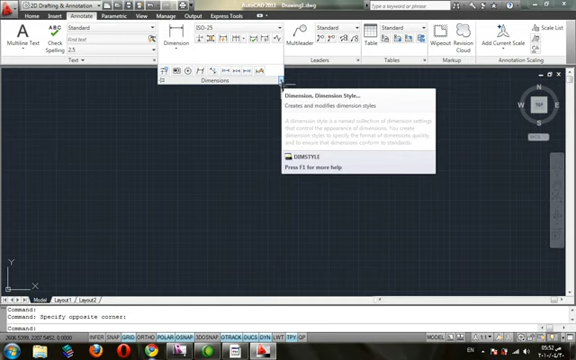 2D Drafting & Annotation
AutoCAD 2011 Drawing2.dwg
Home
Insert
Annotate
Parametric
View
Manage
Output
Express Tools
Multiline
Text
Check
Spelling
Standard
Find text
2.5
Text
Dimension
ISO-25
Dimensions
Multileader
Standard
Leaders
Table
Standard
Tables
Wipeout
Revision
Cloud
Markup
Add Current Scale
Scale List
Annotation Scaling
Dimension, Dimension Style...
Creates and modifies dimension styles
A dimension style is a named collection of dimension settings
that control the appearance of dimensions. You create
dimension styles to specify the format of dimensions quickly,
and to ensure that dimensions conform to standards.
DIMSTYLE
Press F1 for more help
N
W
TOP
E
S
WCS
Y
X
Model
Layout1
Layout2
Command:
Command: Specify opposite corner:
Command:
INFER SNAP GRID ORTHO POLAR OSNAP 3DOSNAP OTRACK DUCS DYN LWT TPY QP
MODEL
EN
05:52